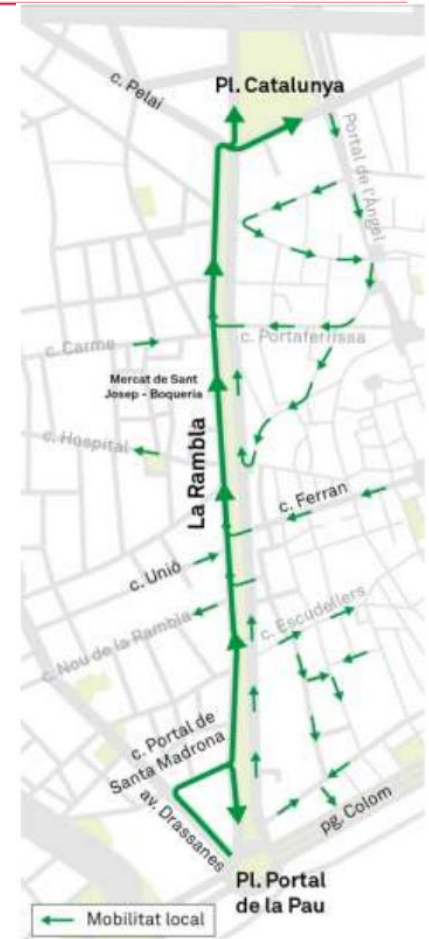 c. Pelai
Pl. Catalunya
Portal de
l'Àngel
c. Portaferrissa
c. Carme
Mercat de Sant
Josep - Boqueria
c. Hospital
La Rambla
c. Ferran
c. Unió
c. Nou de la Rambla
c. Escudellers
c. Portal de
Santa Madrona
av. Drassanes
pg. Colom
Pl. Portal
de la Pau
Mobilitat local